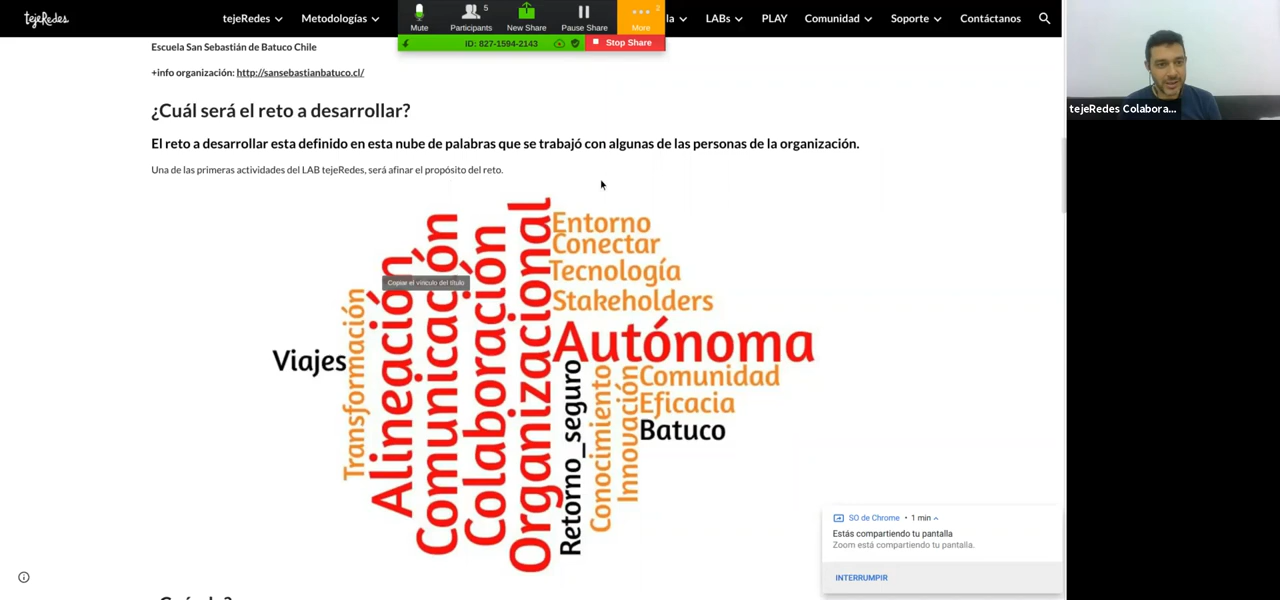 tejeRedes
tejeRedes
Metodologías
la
LABs
PLAY
Comunidad
Soporte
Contáctanos
5
2
Mute
Participants
New Share
Pause Share
More
ID: 827-1594-2143
Stop Share
tejeRedes Colabora...
Escuela San Sebastián de Batuco Chile
+info organización: http://sansebastianbatuco.cl/
¿Cuál será el reto a desarrollar?
El reto a desarrollar esta definido en esta nube de palabras que se trabajó con algunas de las personas de la organización.
Una de las primeras actividades del LAB tejeRedes, será afinar el propósito del reto.
Viajes
Transformación
Alineación
Comunicación
Colaboración
Organizacional
Entorno
Conectar
Tecnología
Stakeholders
Autónoma
Retorno_seguro
Conocimiento
Innovación
Comunidad
Eficacia
Batuco
Copiar el vínculo del título
SO de Chrome • 1 min
Estás compartiendo tu pantalla
Zoom está compartiendo tu pantalla.
INTERRUMPIR